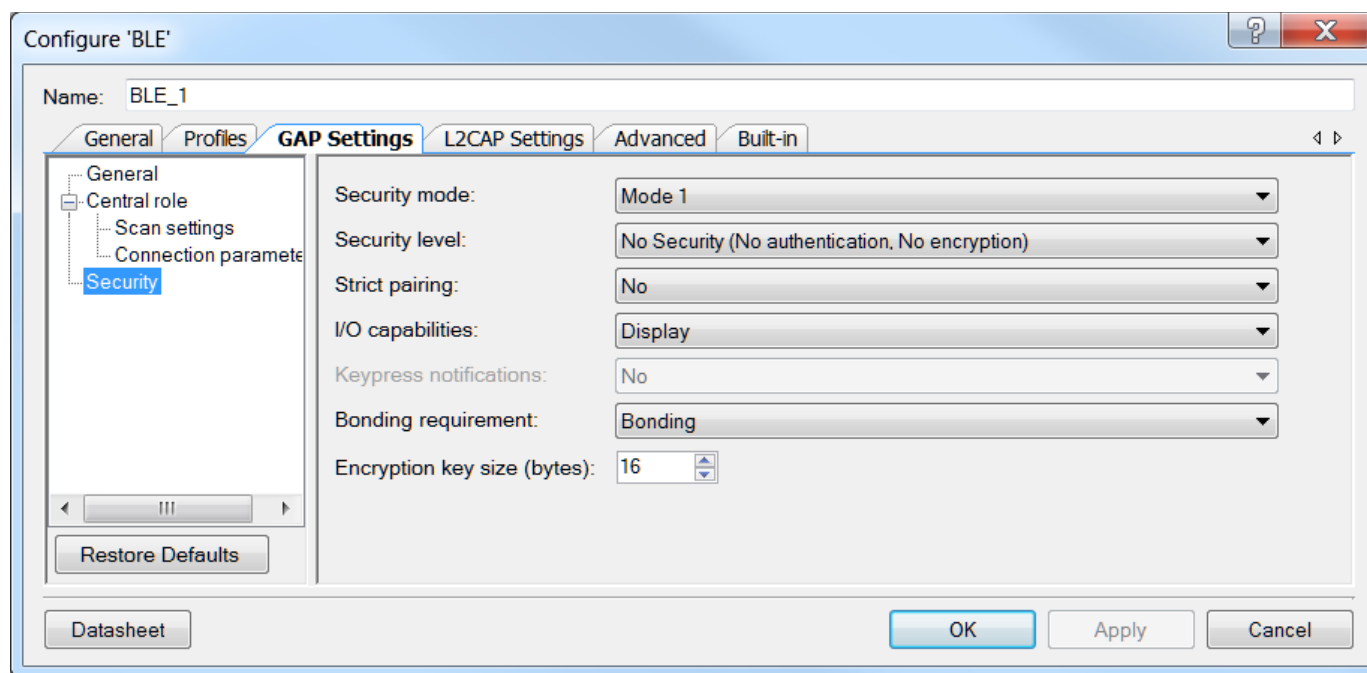 Configure 'BLE'
Name: BLE_1
General Profiles GAP Settings L2CAP Settings Advanced Built-in
General
Central role
Scan settings
Connection paramete
Security
Restore Defaults
Security mode: Mode 1
Security level: No Security (No authentication, No encryption)
Strict pairing: No
I/O capabilities: Display
Keypress notifications: No
Bonding requirement: Bonding
Encryption key size (bytes): 16
Datasheet OK Apply Cancel